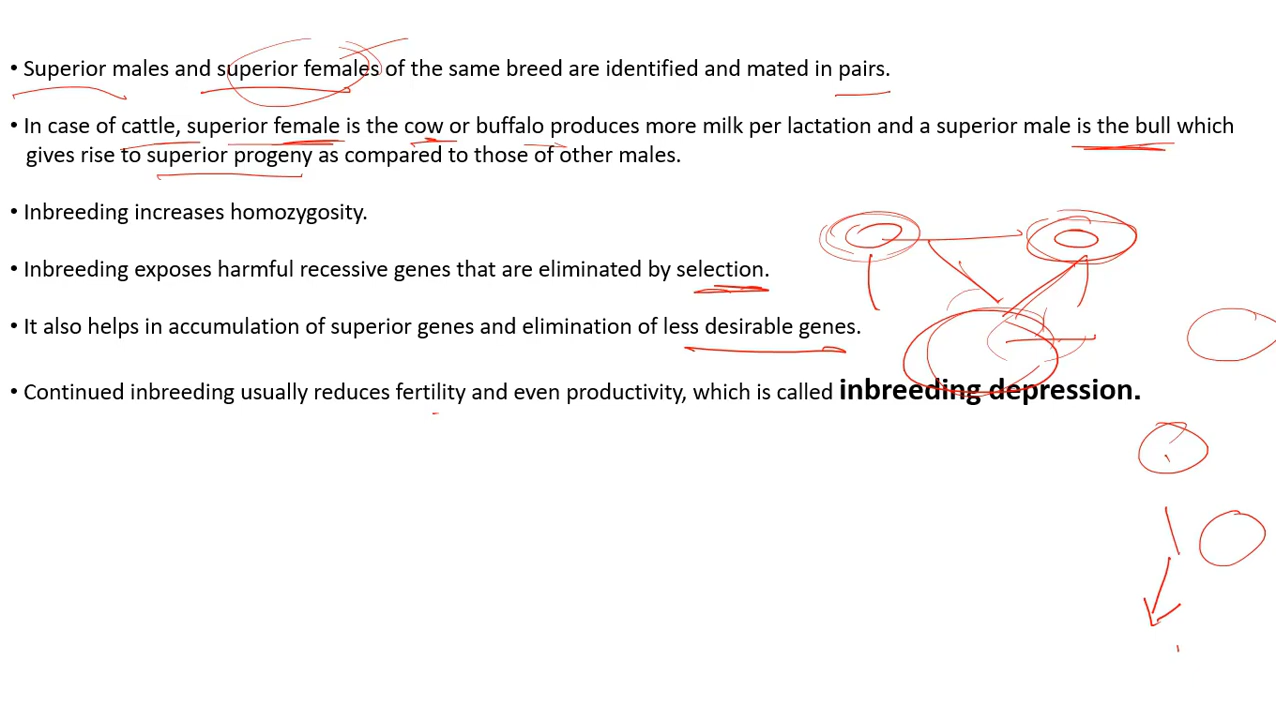 • Superior males and superior females of the same breed are identified and mated in pairs.
• In case of cattle, superior female is the cow or buffalo produces more milk per lactation and a superior male is the bull which
gives rise to superior progeny as compared to those of other males.
• Inbreeding increases homozygosity.
• Inbreeding exposes harmful recessive genes that are eliminated by selection.
• It also helps in accumulation of superior genes and elimination of less desirable genes.
• Continued inbreeding usually reduces fertility and even productivity, which is called inbreeding depression.